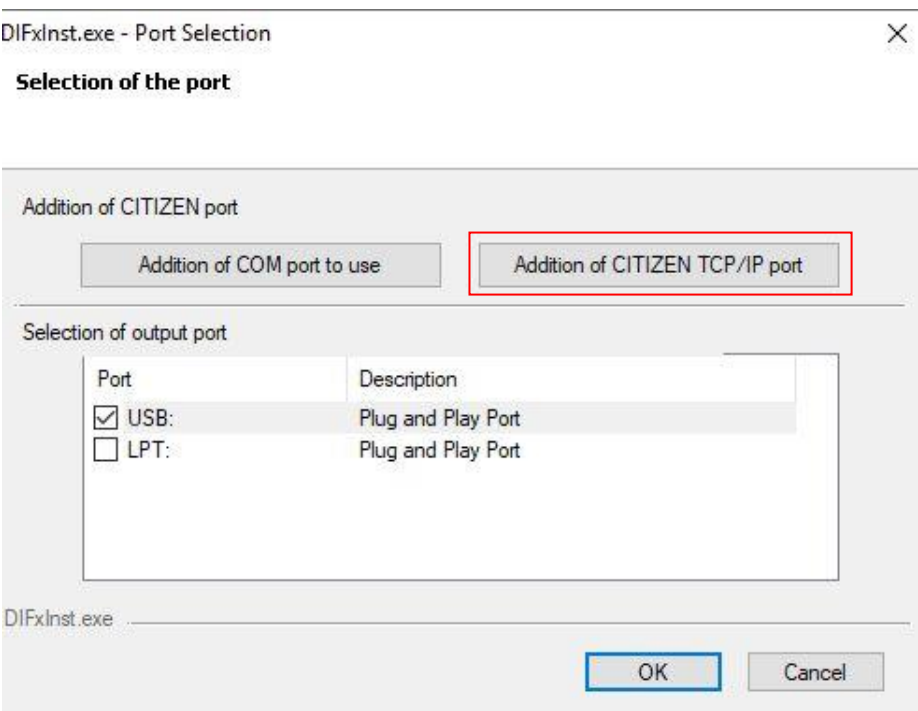 DIFxInst.exe - Port Selection
Selection of the port
Addition of CITIZEN port
Addition of COM port to use Addition of CITIZEN TCP/IP port
Selection of output port
Port Description
USB: Plug and Play Port
LPT: Plug and Play Port
DIFxInst.exe
OK Cancel